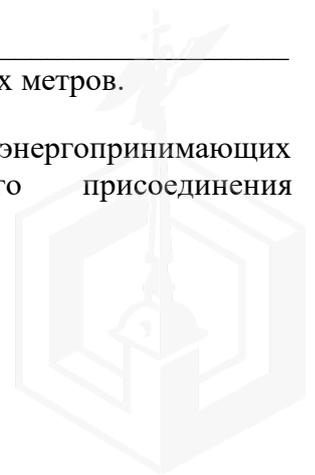 х метров.
энергопринимающих
го присоединения